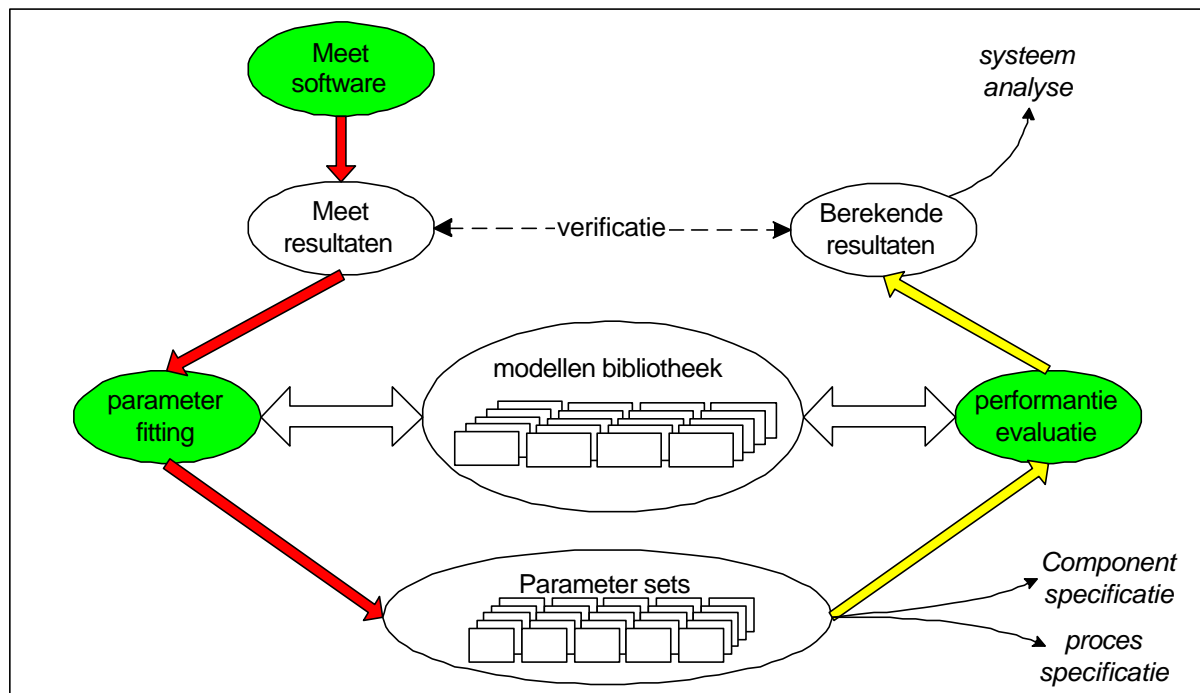 Meet
software
systeem
analyse
Meet
resultaten
verificatie
Berekende
resultaten
modellen bibliotheek
parameter
fitting
performantie
evaluatie
Parameter sets
Component
specificatie
proces
specificatie